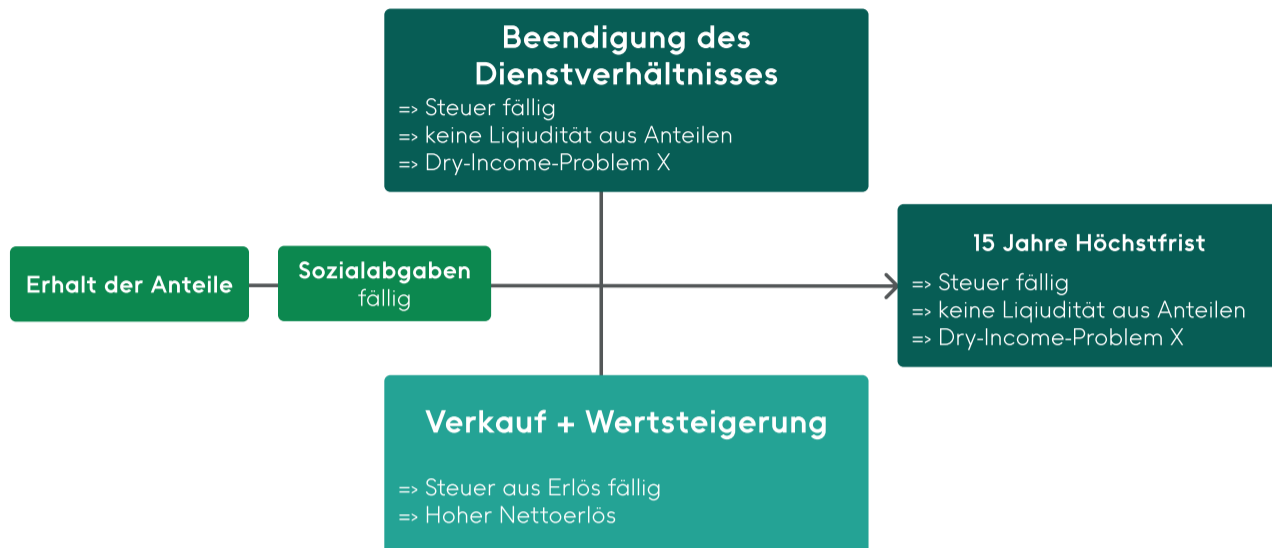 Beendigung des
Dienstverhältnisses
=> Steuer fällig
=> keine Liqiudität aus Anteilen
=> Dry-Income-Problem X
Erhalt der Anteile
Sozialabgaben
fällig
15 Jahre Höchstfrist
=> Steuer fällig
=> keine Liqiudität aus Anteilen
=> Dry-Income-Problem X
Verkauf + Wertsteigerung
=> Steuer aus Erlös fällig
=> Hoher Nettoerlös